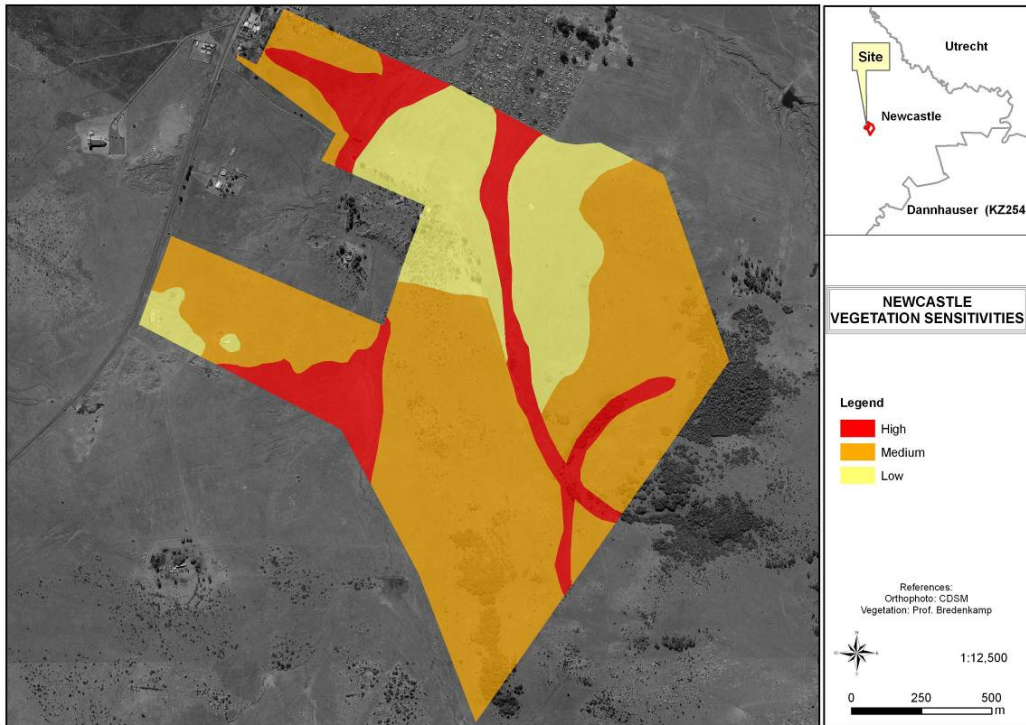 Utrecht
Site
Newcastle
Dannhauser (KZ254
NEWCASTLE
VEGETATION SENSITIVITIES
Legend
High
Medium
Low
References:
Orthophoto: CDSM
Vegetation: Prof. Bredenkamp
N
W
E
S
1:12,500
0 250 500
m